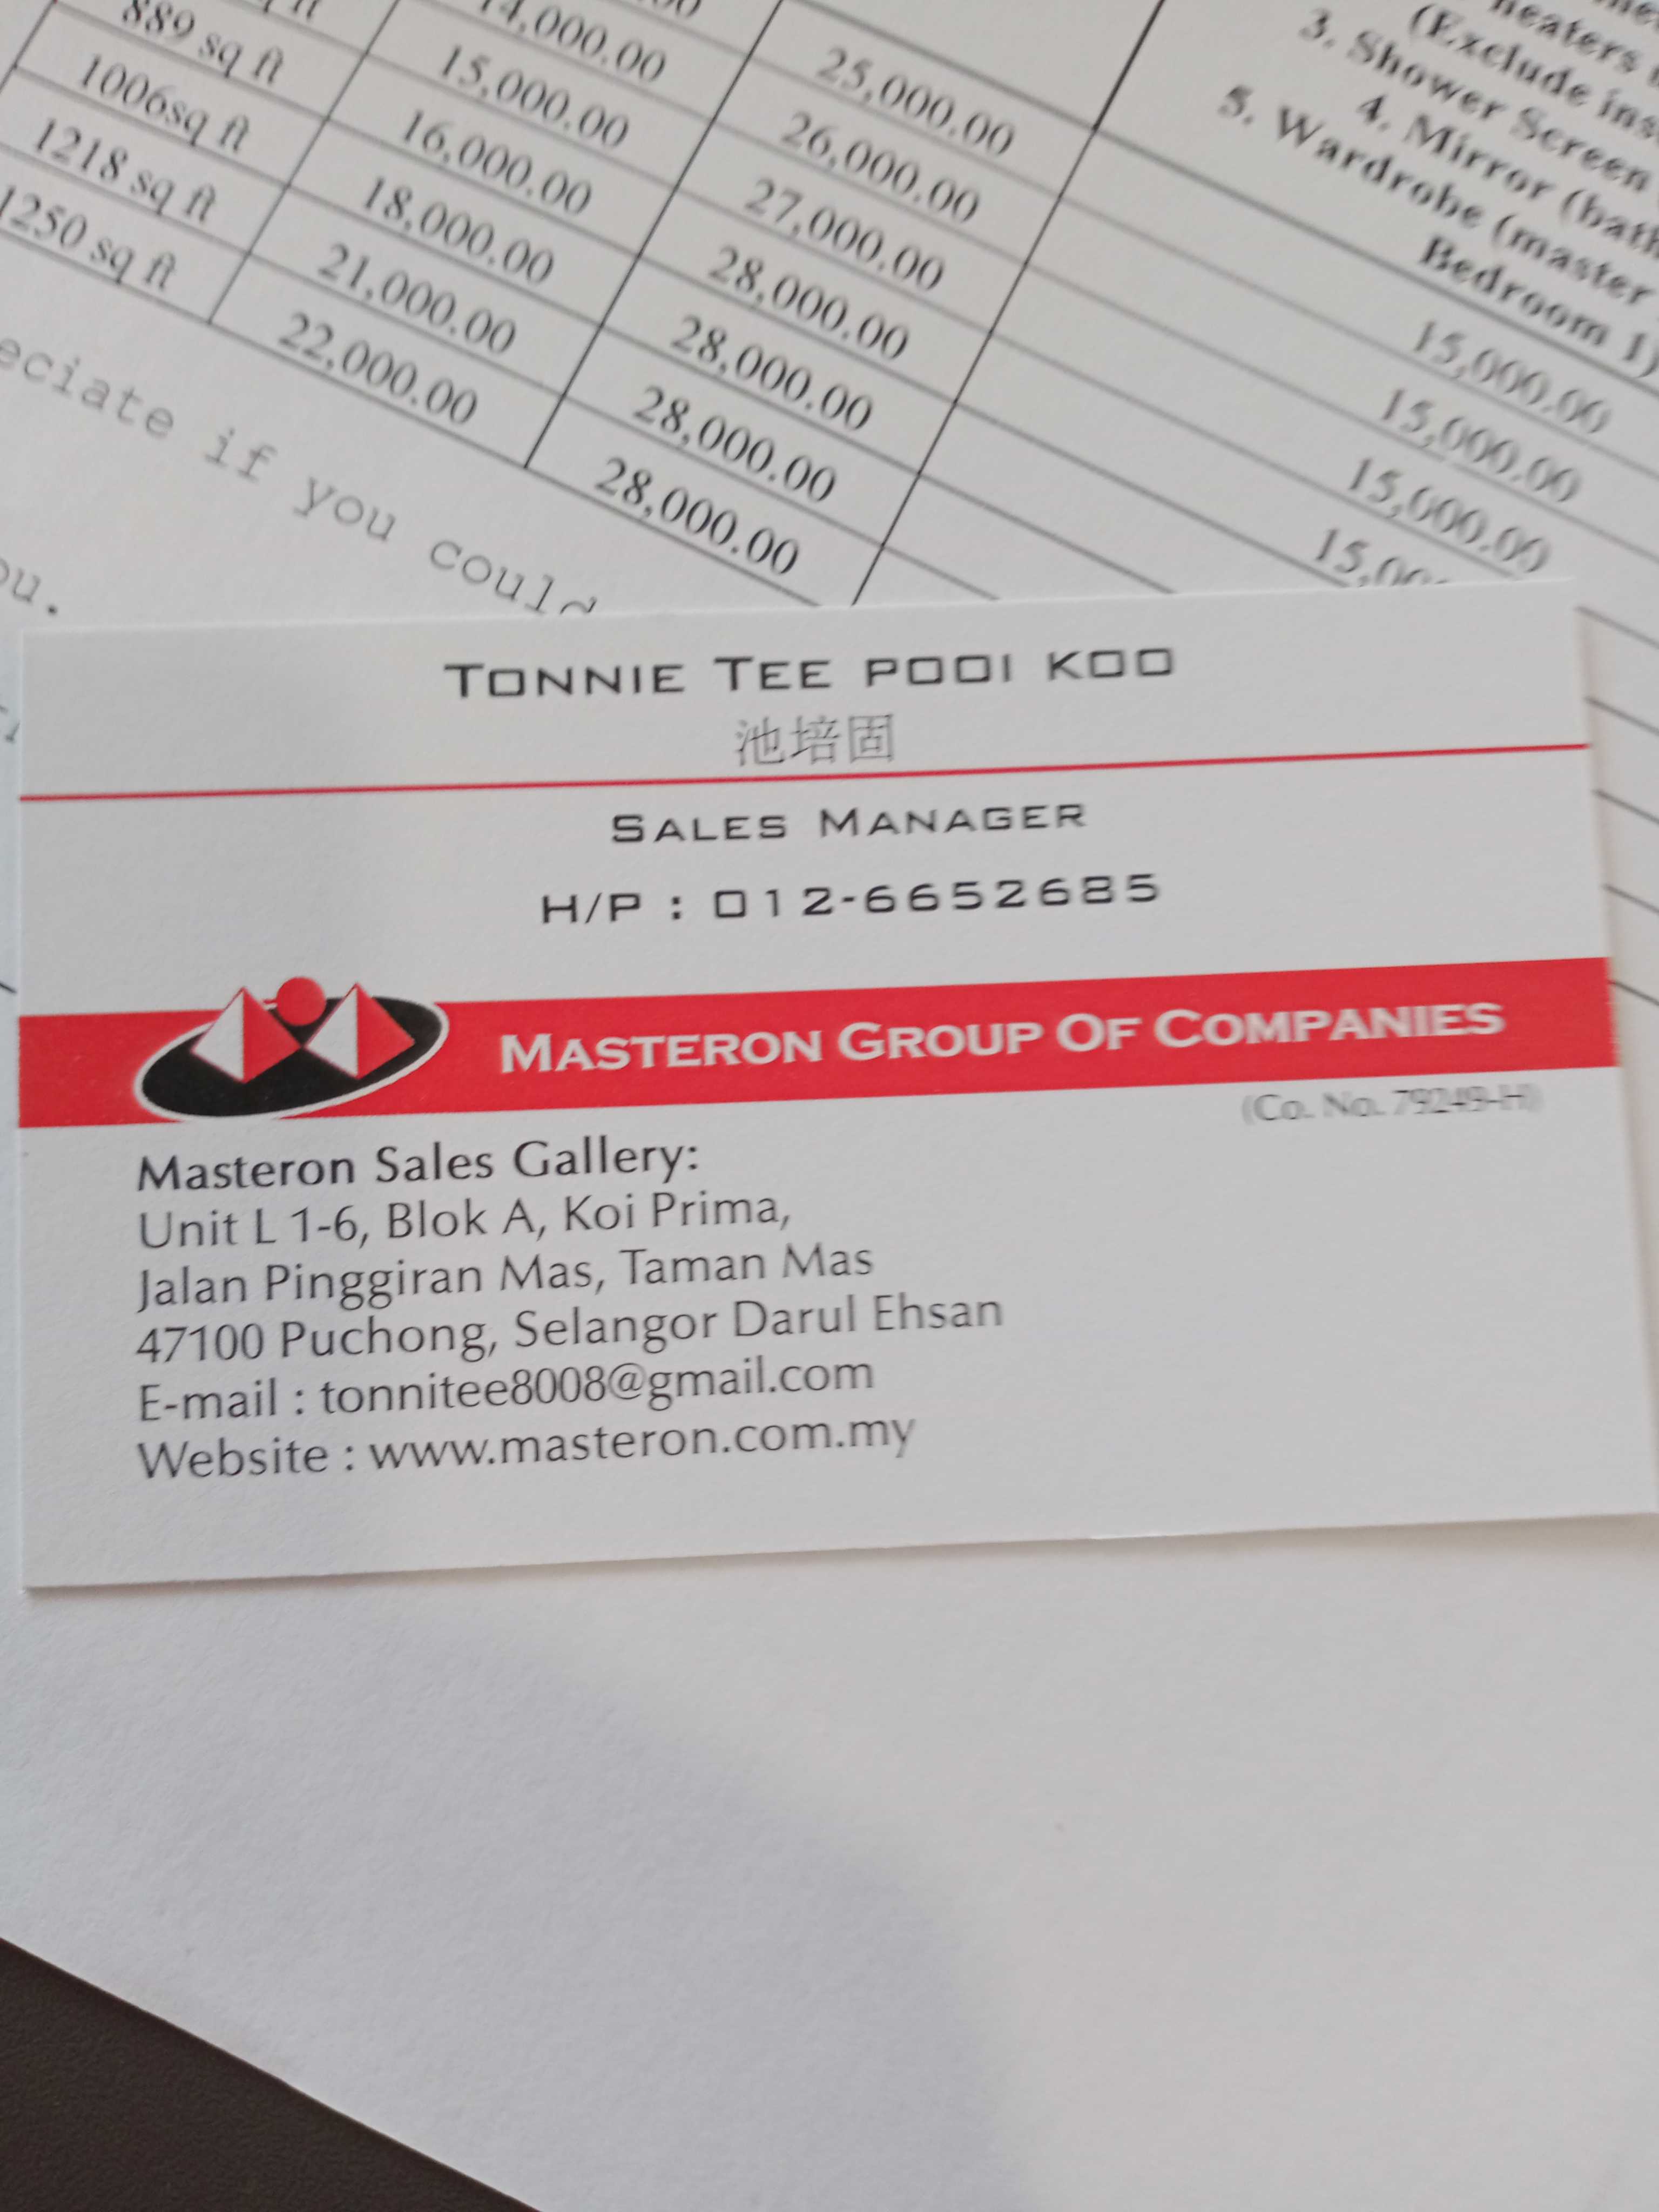 889 sq ft
1006sq ft
1218 sq ft
1250 sq ft
14,000.00
15,000.00
16,000.00
18,000.00
21,000.00
22,000.00
25,000.00
26,000.00
27,000.00
28,000.00
28,000.00
28,000.00
28,000.00
heaters
(Exclude
3. Shower Screen
4. Mirror
5. Wardrobe (master
Bedroom 1)
15,000.00
15,000.00
15,000.00
if you could
TONNIE TEE POOI KOO
池培固
SALES MANAGER
H/P : 012-6652685
MASTERON GROUP OF COMPANIES
(Co. No. 79249-H)
Masteron Sales Gallery:
Unit L 1-6, Blok A, Koi Prima,
Jalan Pinggiran Mas, Taman Mas
47100 Puchong, Selangor Darul Ehsan
E-mail : tonnitee8008@gmail.com
Website : www.masteron.com.my